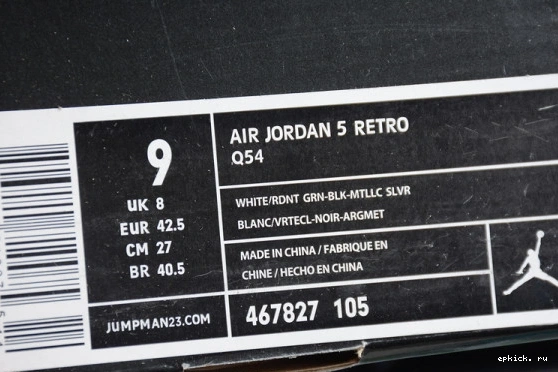 9
UK 8
EUR 42.5
CM 27
BR 40.5
JUMPMAN23.COM
AIR JORDAN 5 RETRO
Q54
WHITE/RDNT GRN-BLK-MTLLC SLVR
BLANC/VRTECL-NOIR-ARGMET
MADE IN CHINA / FABRIQUE EN
CHINE / HECHO EN CHINA
467827 105
epkick. ru